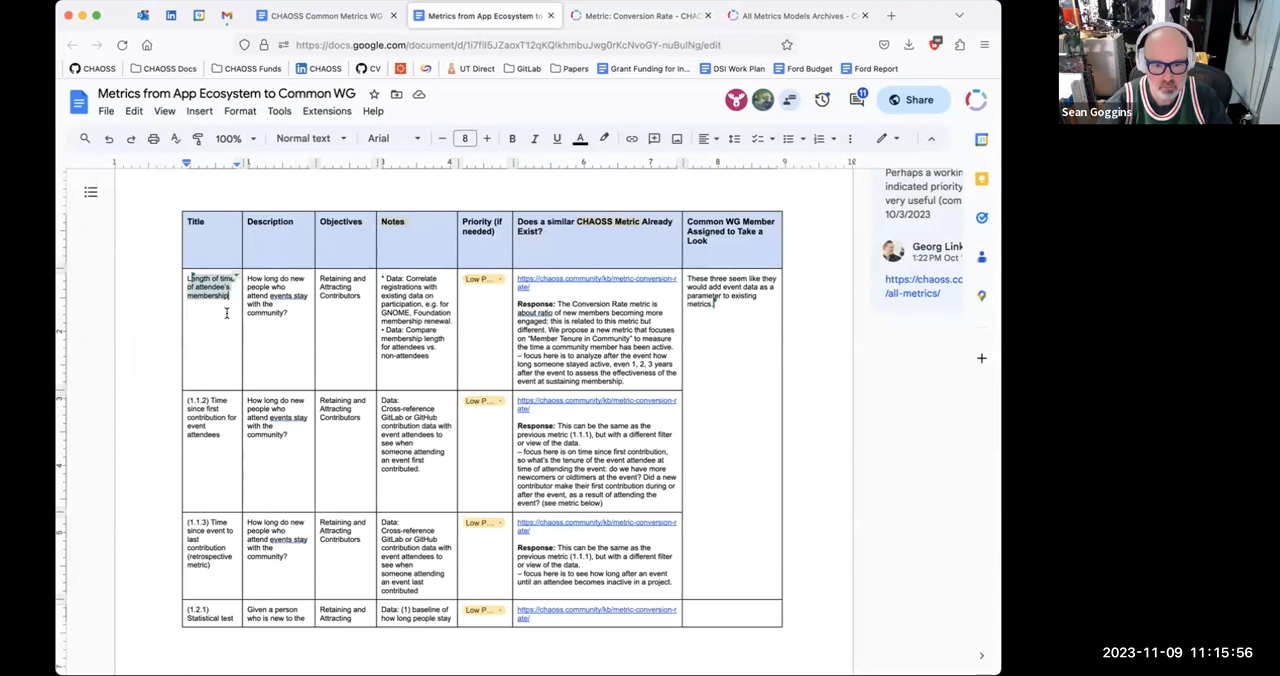 CHAOSS Common Metrics WG
Metrics from App Ecosystem to
Metric: Conversion Rate - CHAO
All Metrics Models Archives - C
https://docs.google.com/document/d/
/edit
CHAOSS
CHAOSS Docs
CHAOSS Funds
CHAOSS
CV
UT Direct
GitLab
Papers
Grant Funding for In...
DSI Work Plan
Ford Budget
Ford Report
Metrics from App Ecosystem to Common WG
File Edit View Insert Format Tools Extensions Help
11
Share
100%
Normal text
Arial
8
B I U A
1 1 2 3 4 5 6 7 8 9 10
Title
Description
Objectives
Notes
Priority (if
needed)
Does a similar CHAOSS Metric Already
Exist?
Common WG Member
Assigned to Take a
Look
Length of time
of attendee's
membership
How long do new
people who
attend events stay
with the
community?
Retaining and
Attracting
Contributors
• Data: Correlate
registrations with
existing data on
participation, e.g. for
GNOME, Foundation
membership renewal.
• Data: Compare
membership length
for attendees vs.
non-attendees
Low P...
https://chaoss.community/kb/metric-conversion-r
ate/
Response: The Conversion Rate metric is
about ratio of new members becoming more
engaged; this is related to this metric but
different. We propose a new metric that focuses
on "Member Tenure in Community" to measure
the time a community member has been active.
– focus here is to analyze after the event how
long someone stayed active, even 1, 2, 3 years
after the event to assess the effectiveness of the
event at sustaining membership.
These three seem like they
would add event data as a
parameter to existing
metrics.
(1.1.2) Time
since first
contribution for
event
attendees
How long do new
people who
attend events stay
with the
community?
Retaining and
Attracting
Contributors
Data:
Cross-reference
GitLab or GitHub
contribution data with
event attendees to
see when
someone attending
an event first
contributed.
Low P...
https://chaoss.community/kb/metric-conversion-r
ate/
Response: This can be the same as the
previous metric (1.1.1), but with a different filter
or view of the data.
– focus here is on time since first contribution,
so what's the tenure of the event attendee at
time of attending the event: do we have more
newcomers or oldtimers at the event? Did a new
contributor make their first contribution during or
after the event, as a result of attending the
event? (see metric below)
(1.1.3) Time
since event to
last
contribution
(retrospective
metric)
How long do new
people who
attend events stay
with the
community?
Retaining and
Attracting
Contributors
Data:
Cross-reference
GitLab or GitHub
contribution data with
event attendees to
see when
someone attending
an event last
contributed
Low P...
https://chaoss.community/kb/metric-conversion-r
ate/
Response: This can be the same as the
previous metric (1.1.1), but with a different filter
or view of the data.
– focus here is to see how long after an event
until an attendee becomes inactive in a project.
(1.2.1)
Statistical test
Given a person
who is new to the
Retaining and
Attracting
Data: (1) baseline of
how long people stay
Low P...
https://chaoss.community/kb/metric-conversion-r
ate/
Perhaps a workin
indicated priority
very useful (com
10/3/2023
Georg Link
1:22 PM Oct
https://chaoss.co
/all-metrics/
Sean Goggins
2023-11-09 11:15:56